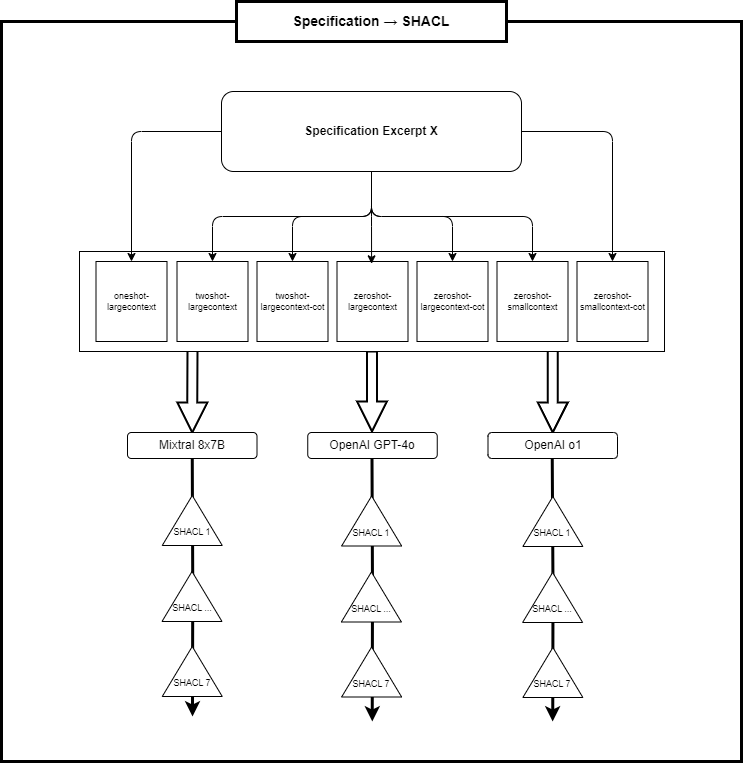 Specification → SHACL
Specification Excerpt X
oneshot-
largecontext
twoshot-
largecontext
twoshot-
largecontext-cot
zeroshot-
largecontext
zeroshot-
largecontext-cot
zeroshot-
smallcontext
zeroshot-
smallcontext-cot
Mixtral 8x7B
OpenAI GPT-4o
OpenAI o1
SHACL 1
SHACL 1
SHACL 1
SHACL ...
SHACL ...
SHACL ...
SHACL 7
SHACL 7
SHACL 7